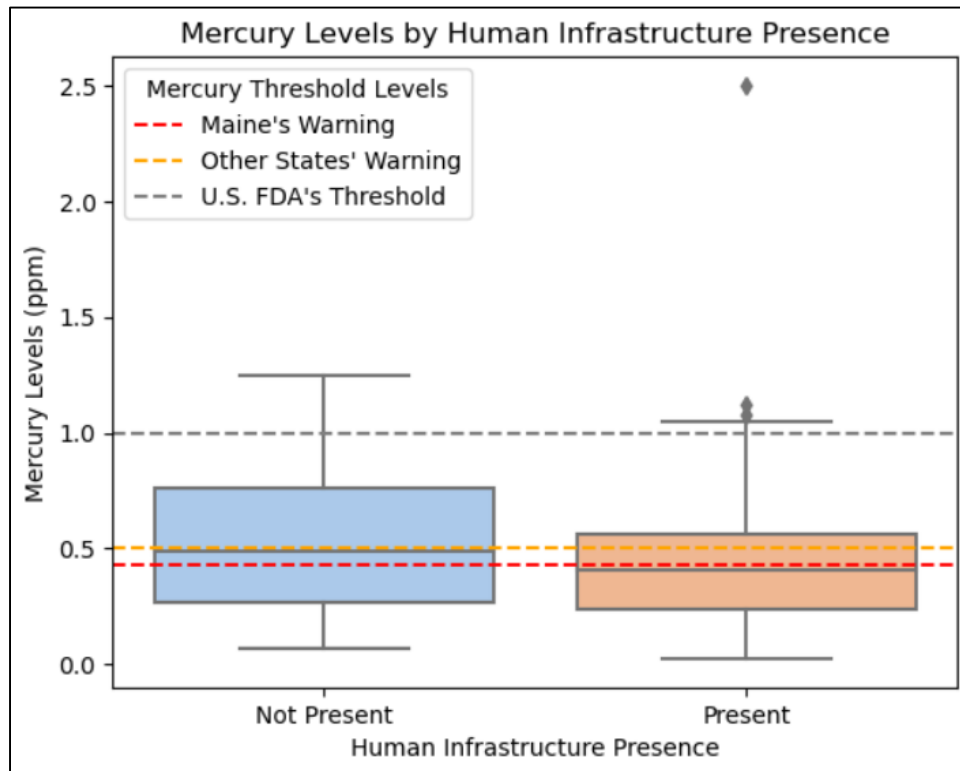 Mercury Levels by Human Infrastructure Presence
Mercury Threshold Levels
Maine's Warning
Other States' Warning
U.S. FDA's Threshold
Mercury Levels (ppm)
2.5
2.0
1.5
1.0
0.5
0.0
Not Present
Present
Human Infrastructure Presence